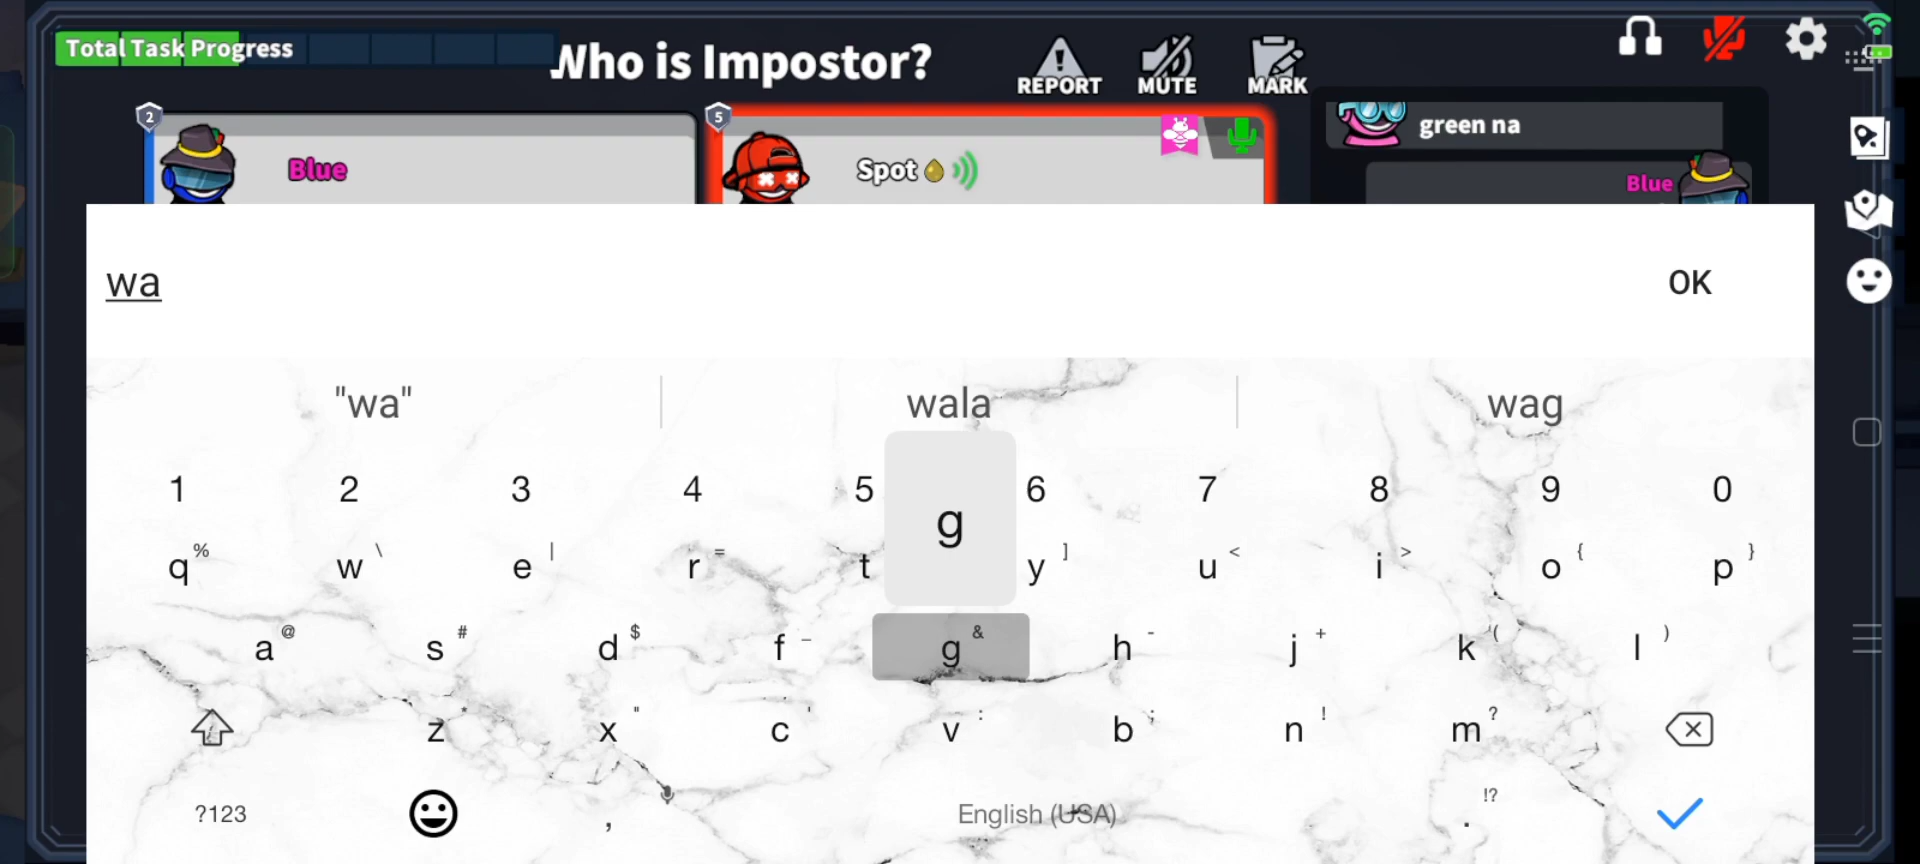 Total Task Progress
Who is Impostor?
REPORT
MUTE
MARK
2
Blue
5
Spot
green na
Blue
wa
OK
"wa"
wala
wag
1 2 3 4 5 6 7 8 9 0
g
q % w \ e | r = t y ] u < i > o { p }
a @ s # d $ f _ g & h - j + k ( l )
z * x " c ' v : b ; n ! m ?
?123 , English (USA) . !?